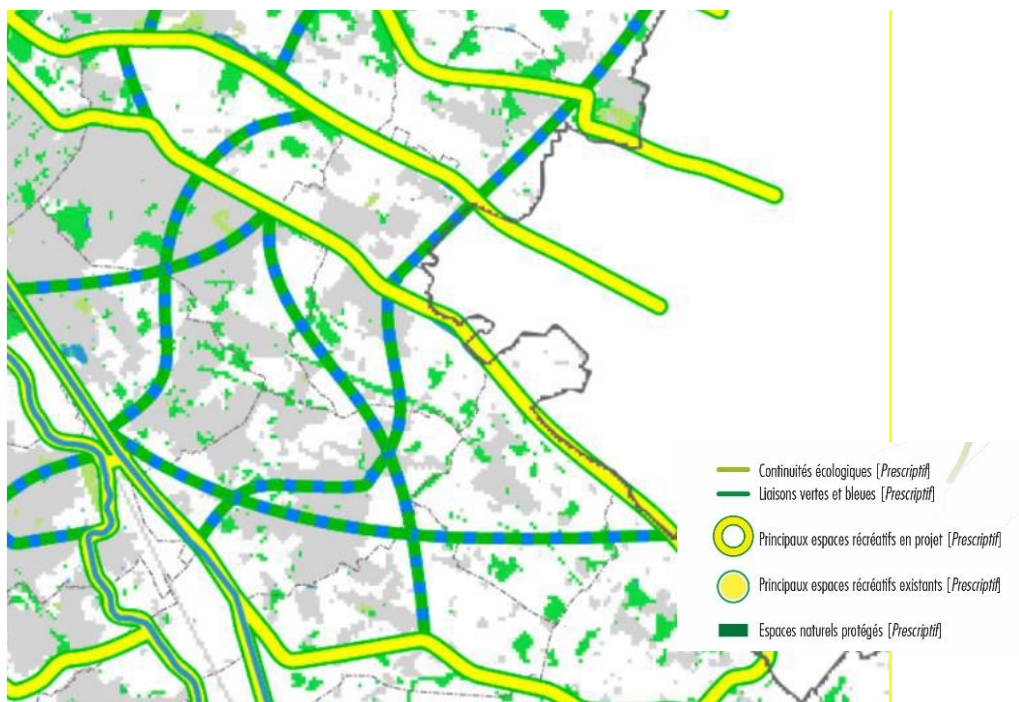 Continuités écologiques [Prescriptif]
Liaisons vertes et bleues [Prescriptif]
Principaux espaces récréatifs en projet [Prescriptif]
Principaux espaces récréatifs existants [Prescriptif]
Espaces naturels protégés [Prescriptif]